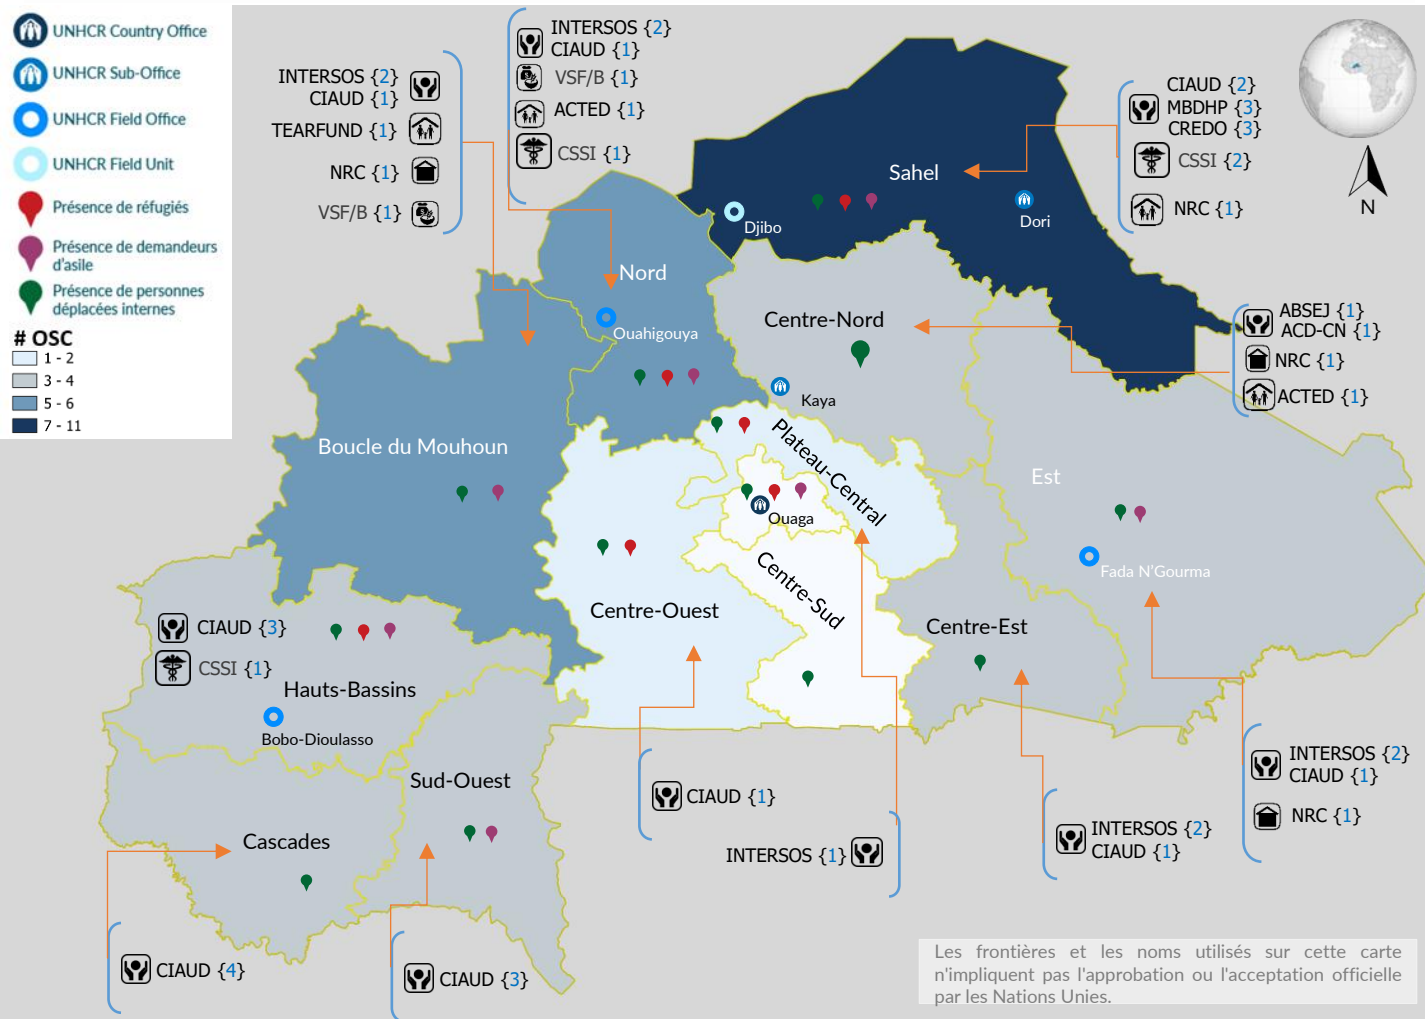 UNHCR Country Office
UNHCR Sub-Office
UNHCR Field Office
UNHCR Field Unit
Présence de réfugiés
Présence de demandeurs
d'asile
Présence de personnes
déplacées internes
# OSC
1 - 2
3 - 4
5 - 6
7 - 11
INTERSOS {2}
CIAUD {1}
TEARFUND {1}
NRC {1}
VSF/B {1}
INTERSOS {2}
CIAUD {1}
VSF/B {1}
ACTED {1}
CSSI {1}
CIAUD {2}
MBDHP {3}
CREDO {3}
CSSI {2}
NRC {1}
N
Sahel
Djibo
Dori
Nord
Ouahigouya
Centre-Nord
Kaya
ABSEJ {1}
ACD-CN {1}
NRC {1}
ACTED {1}
Boucle du Mouhoun
Plateau-Central
Ouaga
Est
Fada N'Gourma
Centre-Ouest
Centre-Sud
Centre-Est
CIAUD {3}
CSSI {1}
Hauts-Bassins
Bobo-Dioulasso
Sud-Ouest
Cascades
CIAUD {4}
CIAUD {3}
CIAUD {1}
INTERSOS {1}
INTERSOS {2}
CIAUD {1}
INTERSOS {2}
CIAUD {1}
NRC {1}
Les frontières et les noms utilisés sur cette carte
n'impliquent pas l'approbation ou l'acceptation officielle
par les Nations Unies.